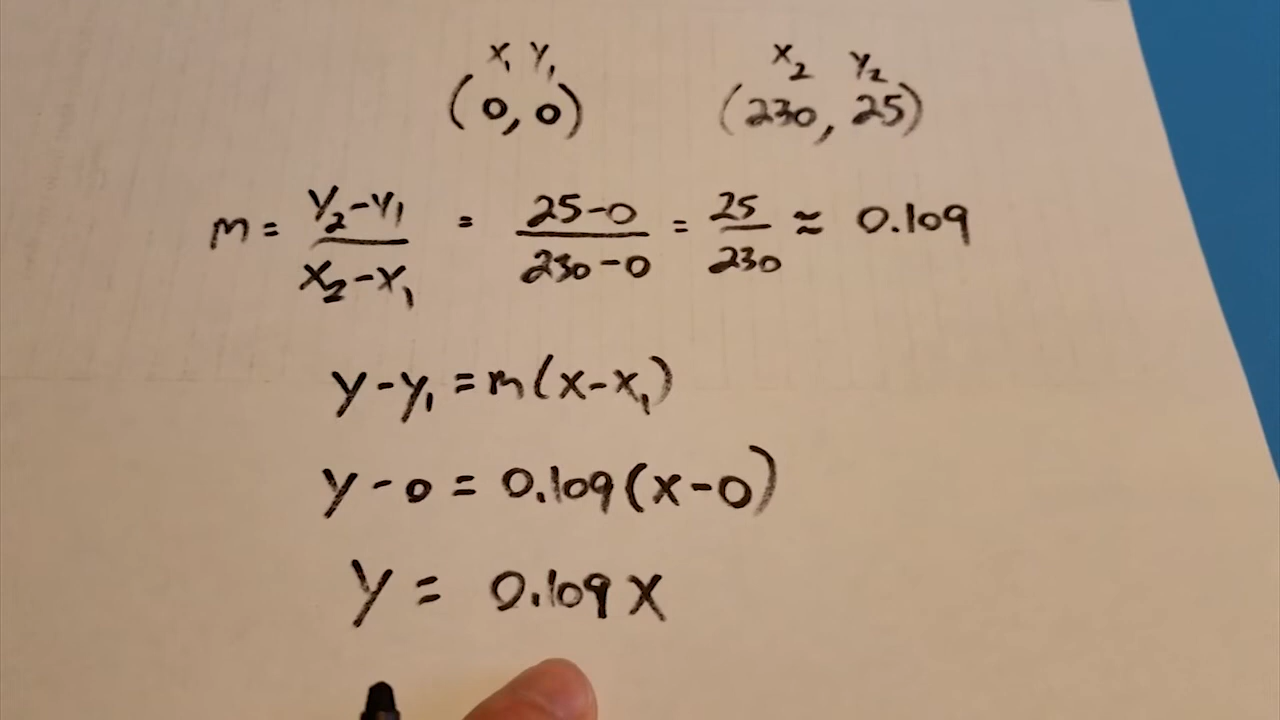 x₁ y₁ x₂ y₂
(0,0) (230, 25)
m = y₂-y₁ / x₂-x₁ = 25-0 / 230-0 = 25 / 230 ≈ 0.109
y-y₁ = m(x-x₁)
y-0 = 0.109(x-0)
y = 0.109x